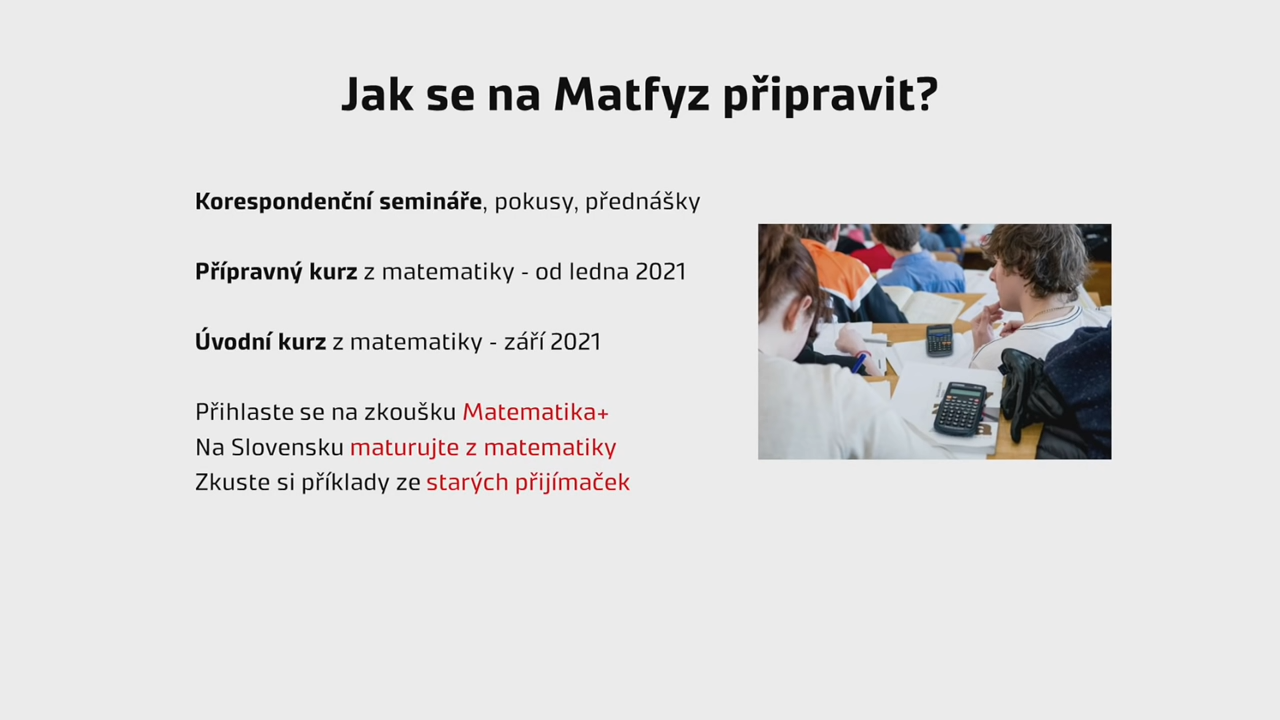 Jak se na Matfyz připravit?
Korespondenční semináře, pokusy, přednášky
Přípravný kurz z matematiky - od ledna 2021
Úvodní kurz z matematiky - září 2021
Přihlaste se na zkoušku Matematika+
Na Slovensku maturujte z matematiky
Zkuste si příklady ze starých přijímaček